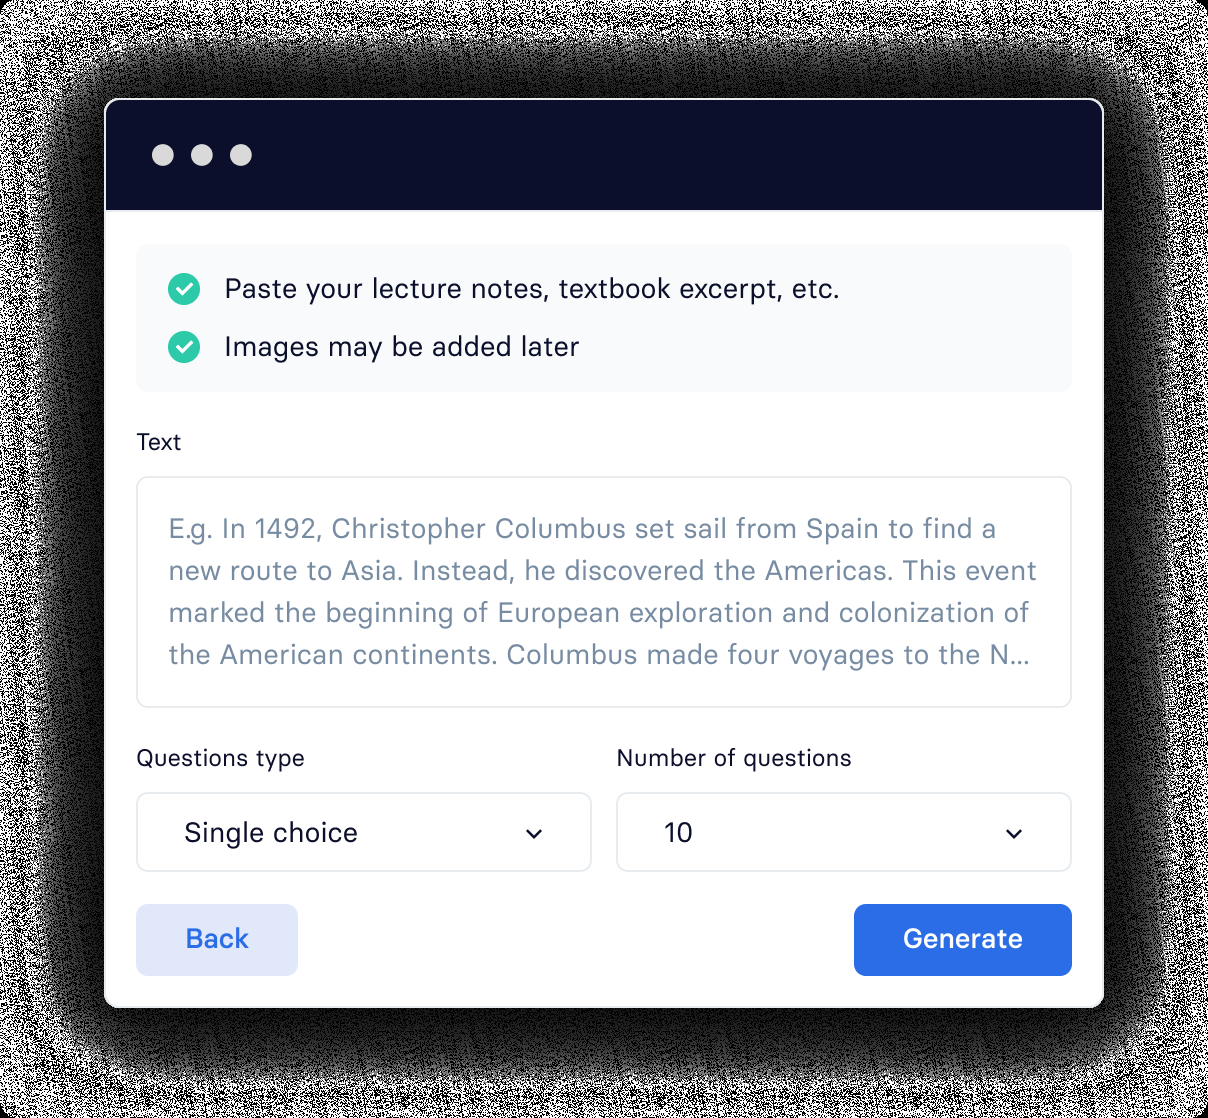 Paste your lecture notes, textbook excerpt, etc.
Images may be added later
Text
E.g. In 1492, Christopher Columbus set sail from Spain to find a
new route to Asia. Instead, he discovered the Americas. This event
marked the beginning of European exploration and colonization of
the American continents. Columbus made four voyages to the N...
Questions type
Number of questions
Single choice
10
Back
Generate